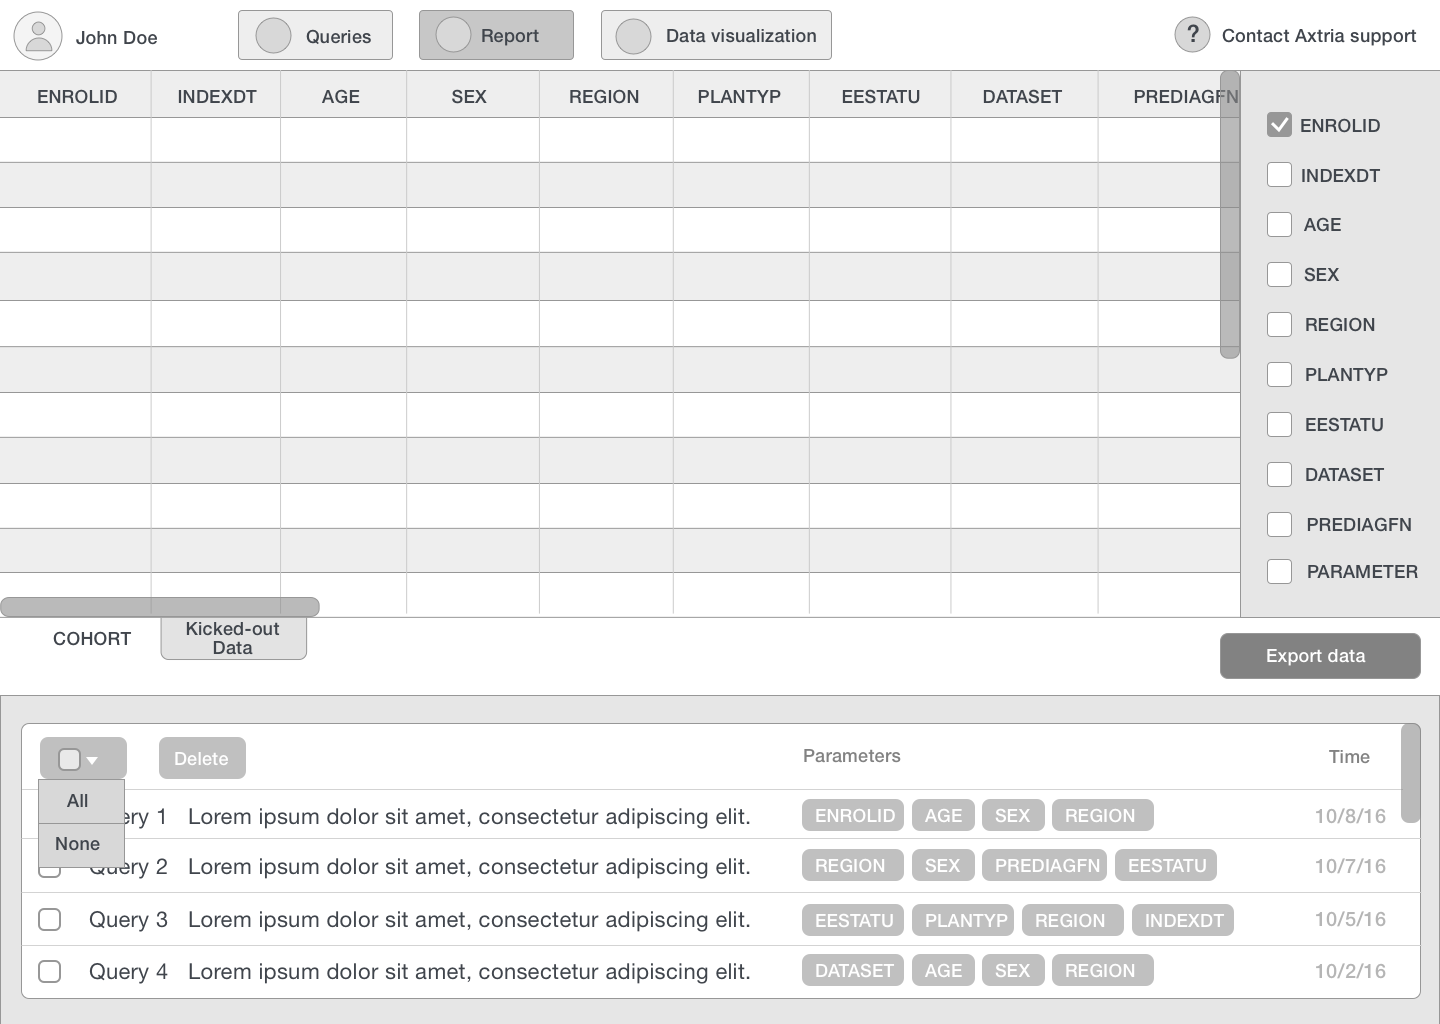 John Doe
Queries
Report
Data visualization
? Contact Axtria support
ENROLID INDEXDT AGE SEX REGION PLANTYP EESTATU DATASET PREDIAGFN
ENROLID
INDEXDT
AGE
SEX
REGION
PLANTYP
EESTATU
DATASET
PREDIAGFN
PARAMETER
COHORT
Kicked-out
Data
Export data
Delete
Parameters
Time
All
None
ery 1 Lorem ipsum dolor sit amet, consectetur adipiscing elit. ENROLID AGE SEX REGION 10/8/16
Query 2 Lorem ipsum dolor sit amet, consectetur adipiscing elit. REGION SEX PREDIAGFN EESTATU 10/7/16
Query 3 Lorem ipsum dolor sit amet, consectetur adipiscing elit. EESTATU PLANTYP REGION INDEXDT 10/5/16
Query 4 Lorem ipsum dolor sit amet, consectetur adipiscing elit. DATASET AGE SEX REGION 10/2/16